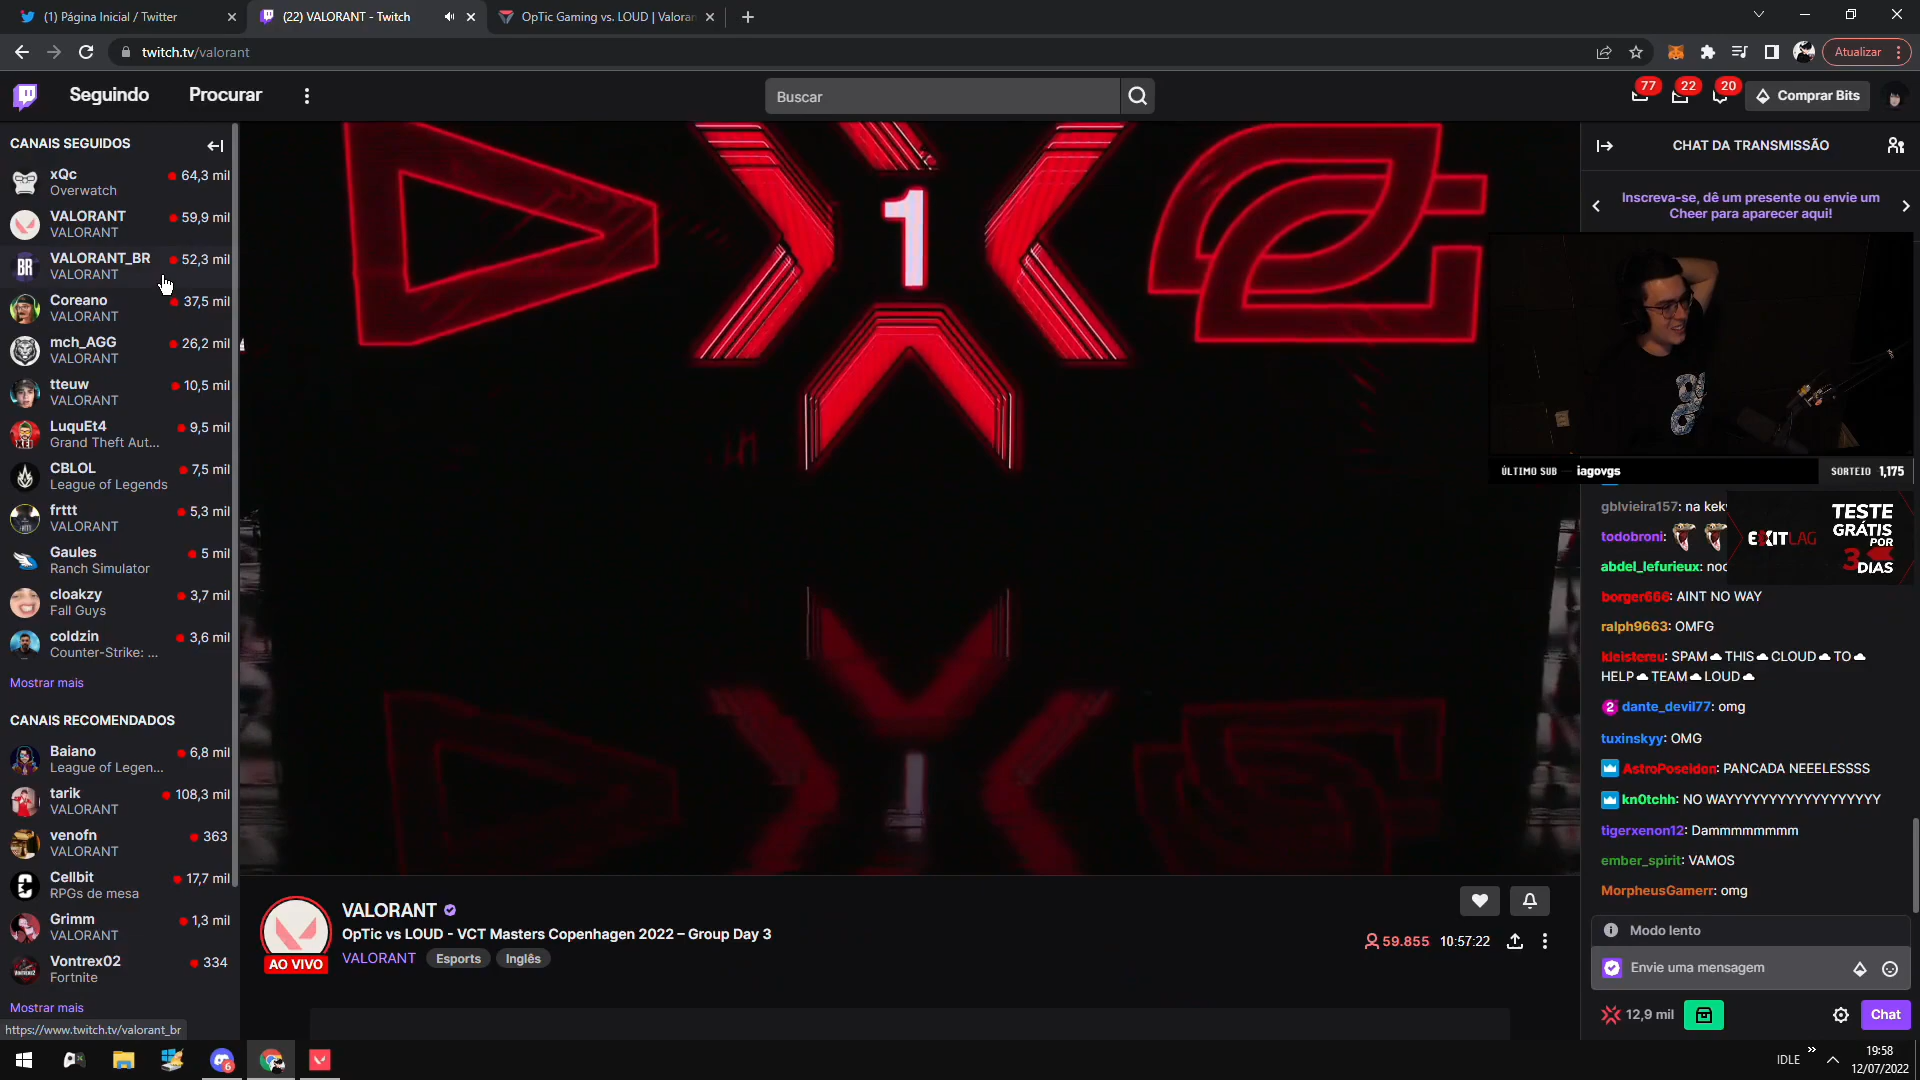 (1) Página Inicial / Twitter
(22) VALORANT - Twitch
OpTic Gaming vs. LOUD | Valoran
twitch.tv/valorant
Atualizar
Seguindo
Procurar
Buscar
77
22
20
Comprar Bits
CANAIS SEGUIDOS
xQc
64,3 mil
Overwatch
VALORANT
59,9 mil
VALORANT
BR
VALORANT_BR
52,3 mil
VALORANT
Coreano
37,5 mil
VALORANT
mch_AGG
26,2 mil
VALORANT
tteuw
10,5 mil
VALORANT
LuquEt4
9,5 mil
Grand Theft Aut...
CBLOL
7,5 mil
League of Legends
frttt
5,3 mil
VALORANT
Gaules
5 mil
Ranch Simulator
cloakzy
3,7 mil
Fall Guys
coldzin
3,6 mil
Counter-Strike: ...
Mostrar mais
CANAIS RECOMENDADOS
Baiano
6,8 mil
League of Legen...
tarik
108,3 mil
VALORANT
venofn
363
VALORANT
Cellbit
17,7 mil
RPGs de mesa
Grimm
1,3 mil
VALORANT
Vontrex02
334
Fortnite
Mostrar mais
https://www.twitch.tv/valorant_br
1
VALORANT
OpTic vs LOUD - VCT Masters Copenhagen 2022 – Group Day 3
VALORANT
Esports
Inglês
AO VIVO
59.855
10:57:22
CHAT DA TRANSMISSÃO
Inscreva-se, dê um presente ou envie um
Cheer para aparecer aqui!
ÚLTIMO SUB
iagovgs
SORTEIO 1,175
gblvieira157: na kek
todobroni:
abdel_lefurieux: noo
EXITLAG
TESTE
GRÁTIS
POR
3
DIAS
borger666: AINT NO WAY
ralph9663: OMFG
kleistereu: SPAM☁THIS☁CLOUD☁TO☁
HELP☁TEAM☁LOUD☁
2 dante_devil77: omg
tuxinskyy: OMG
AstroPoseidon: PANCADA NEEELESSSS
kn0tchh: NO WAYYYYYYYYYYYYYYYYYY
tigerxenon12: Dammmmmmmm
ember_spirit: VAMOS
MorpheusGamerr: omg
Modo lento
Envie uma mensagem
12,9 mil
Chat
6
IDLE
19:58
12/07/2022